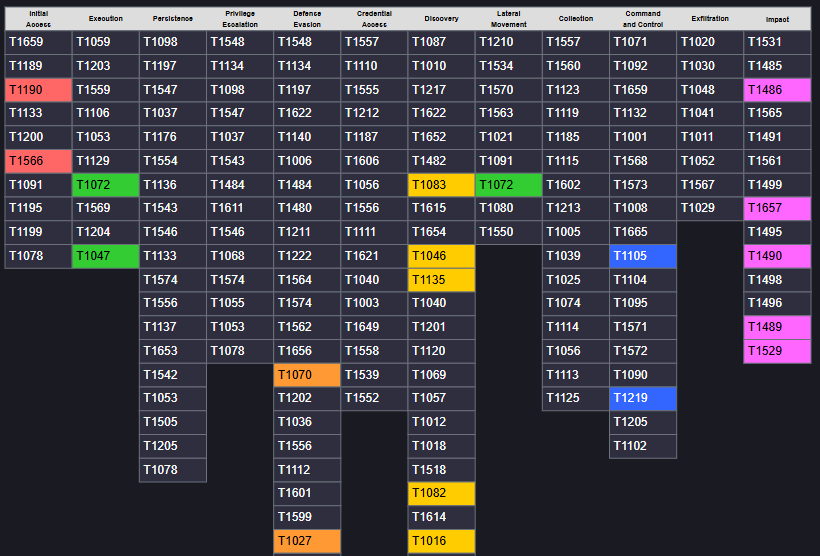 Initial Access Execution Persistence Privilege Escalation Defense Evasion Credential Access Discovery Lateral Movement Collection Command and Control Exfiltration Impact
T1659 T1059 T1098 T1548 T1548 T1557 T1087 T1210 T1557 T1071 T1020 T1531
T1189 T1203 T1197 T1134 T1134 T1110 T1010 T1534 T1560 T1092 T1030 T1485
T1190 T1559 T1547 T1098 T1197 T1555 T1217 T1570 T1123 T1659 T1048 T1486
T1133 T1106 T1037 T1547 T1622 T1212 T1622 T1563 T1119 T1132 T1041 T1565
T1200 T1053 T1176 T1037 T1140 T1187 T1652 T1021 T1185 T1001 T1011 T1491
T1566 T1129 T1554 T1543 T1006 T1606 T1482 T1091 T1115 T1568 T1052 T1561
T1091 T1072 T1136 T1484 T1484 T1056 T1083 T1072 T1602 T1573 T1567 T1499
T1195 T1569 T1543 T1611 T1480 T1556 T1615 T1080 T1213 T1008 T1029 T1657
T1199 T1204 T1546 T1546 T1211 T1111 T1654 T1550 T1005 T1665 T1495
T1078 T1047 T1133 T1068 T1222 T1621 T1046 T1039 T1105 T1490
T1574 T1574 T1564 T1040 T1135 T1025 T1104 T1498
T1556 T1055 T1574 T1003 T1040 T1074 T1095 T1496
T1137 T1053 T1562 T1649 T1201 T1114 T1571 T1489
T1653 T1078 T1656 T1558 T1120 T1056 T1572 T1529
T1542 T1070 T1539 T1069 T1113 T1090
T1053 T1202 T1552 T1057 T1125 T1219
T1505 T1036 T1012 T1205
T1205 T1556 T1018 T1102
T1078 T1112 T1518
T1601 T1082
T1599 T1614
T1027 T1016